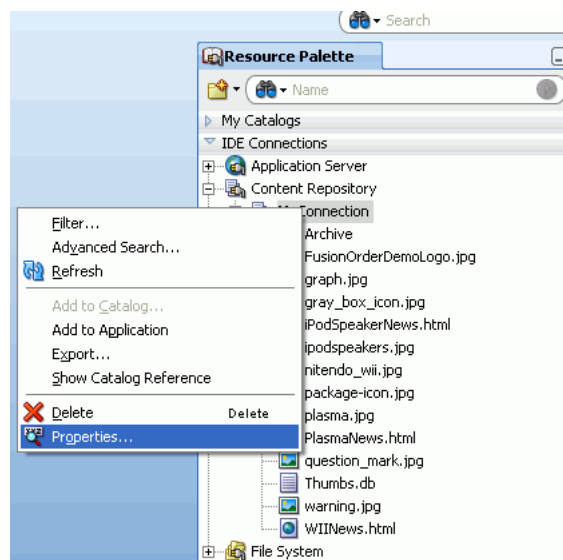 Search
Resource Palette
Name
My Catalogs
IDE Connections
Application Server
Content Repository
Connection
Archive
FusionOrderDemoLogo.jpg
graph.jpg
gray_box_icon.jpg
iPodSpeakerNews.html
ipodspeakers.jpg
nitendo_wii.jpg
package-icon.jpg
plasma.jpg
PlasmaNews.html
question_mark.jpg
Thumbs.db
warning.jpg
WIINews.html
File System
Filter...
Advanced Search...
Refresh
Add to Catalog...
Add to Application
Export...
Show Catalog Reference
Delete Delete
Properties...